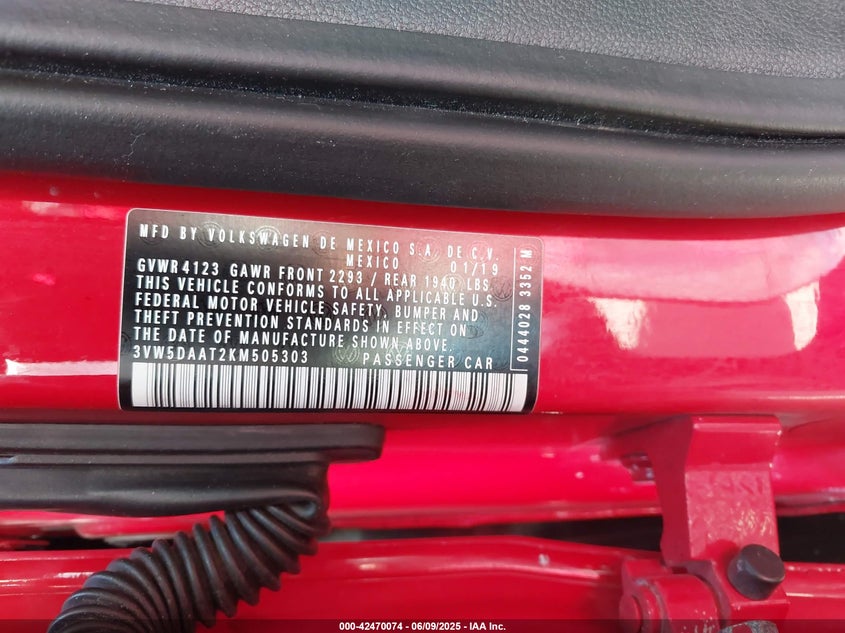 MFD BY VOLKSWAGEN DE MEXICO S.A. DE C.V.
MEXICO 01/19
GVWR 4123 GAWR FRONT 2293 / REAR 1940 LBS.
THIS VEHICLE CONFORMS TO ALL APPLICABLE U.S.
FEDERAL MOTOR VEHICLE SAFETY, BUMPER AND
THEFT PREVENTION STANDARDS IN EFFECT ON
THE DATE OF MANUFACTURE SHOWN ABOVE.
3VW5DAAT2KM505303 PASSENGER CAR
0444028 3352 M
000-42470074 - 06/09/2025 - IAA Inc.